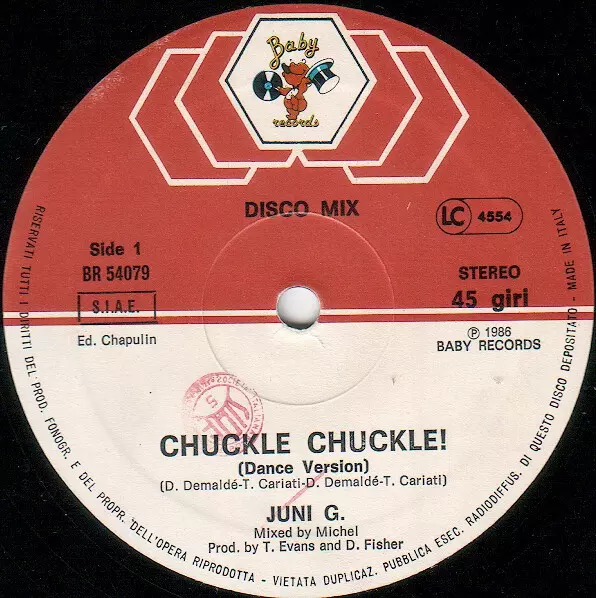 Baby
records
DISCO MIX
LC 4554
Side 1
BR 54079
S.I.A.E.
Ed. Chapulin
STEREO
45 giri
Ⓟ 1986
BABY RECORDS
CHUCKLE CHUCKLE!
(Dance Version)
(D. Demaldé-T. Cariati-D. Demaldé-T. Cariati)
JUNI G.
Mixed by Michel
Prod. by T. Evans and D. Fisher
RISERVATI TUTTI I DIRITTI DEL PROD. FONOGR. E DEL PROPR. DELL'OPERA RIPRODOTTA - VIETATA DUPLICAZ. PUBBLICA ESEC. RADIODIFFUS. DI QUESTO DISCO DEPOSITATO - MADE IN ITALY